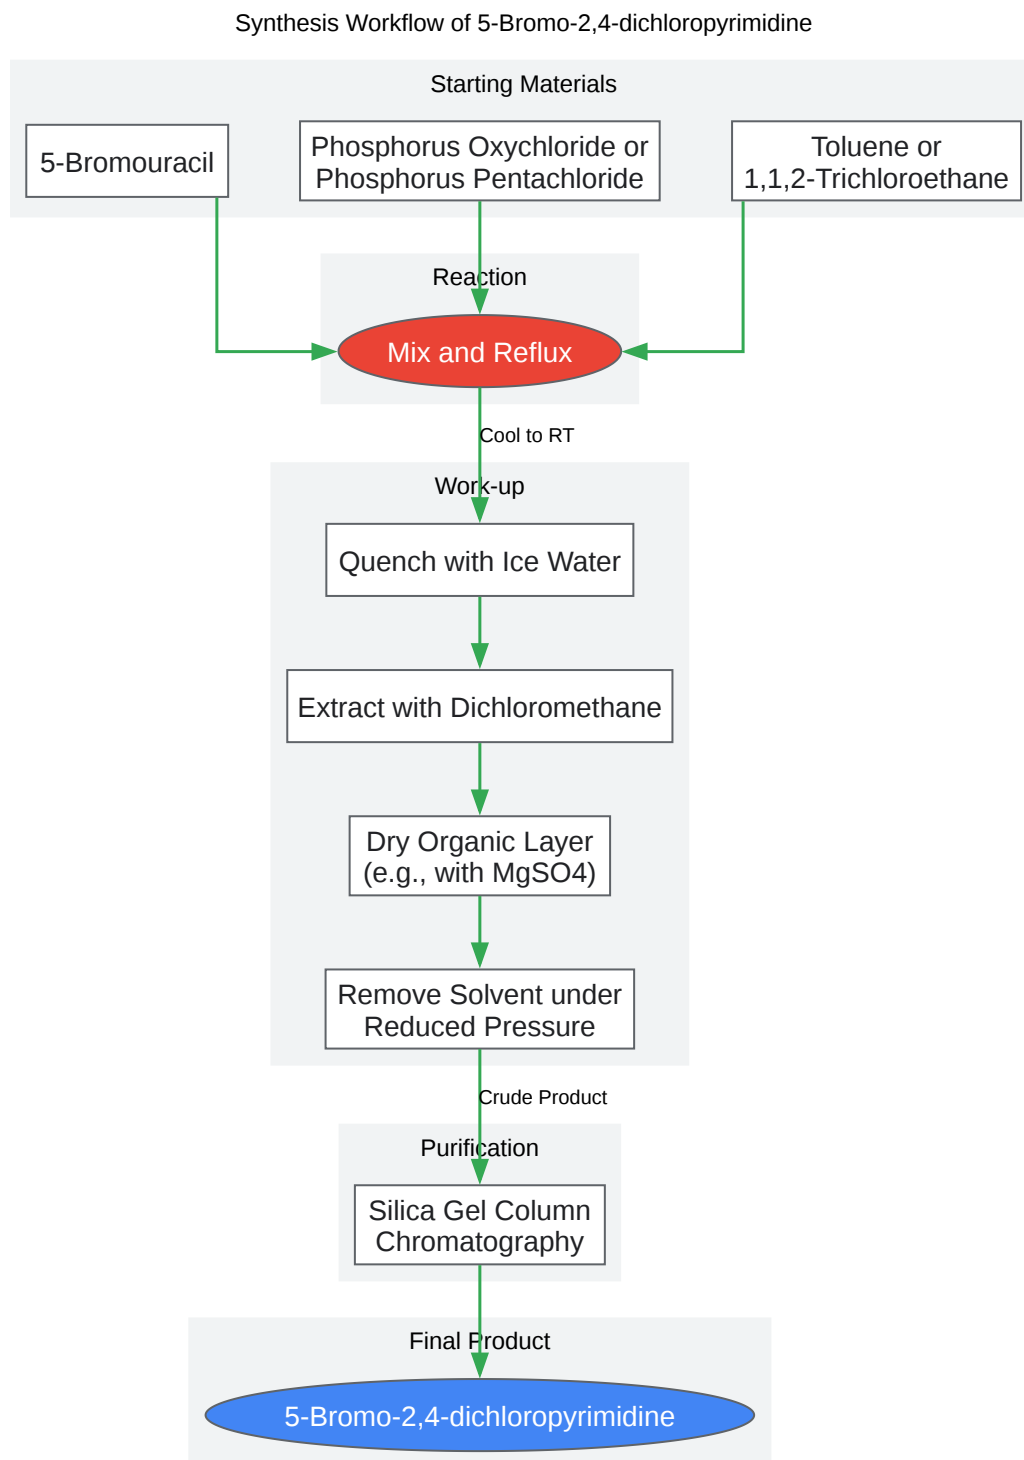 Synthesis Workflow of 5-Bromo-2,4-dichloropyrimidine
Starting Materials
5-Bromouracil
Phosphorus Oxychloride or
Phosphorus Pentachloride
Toluene or
1,1,2-Trichloroethane
Reaction
Mix and Reflux
Cool to RT
Work-up
Quench with Ice Water
Extract with Dichloromethane
Dry Organic Layer
(e.g., with MgSO4)
Remove Solvent under
Reduced Pressure
Crude Product
Purification
Silica Gel Column
Chromatography
Final Product
5-Bromo-2,4-dichloropyrimidine